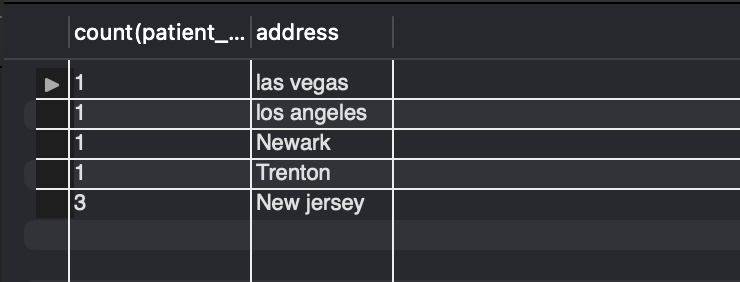 count(patient_... address
1 las vegas
1 los angeles
1 Newark
1 Trenton
3 New jersey